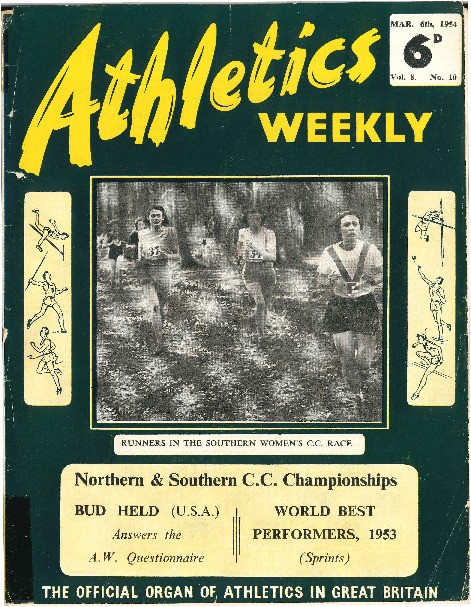 Athletics
WEEKLY
MAR. 6th, 1954
6D
Vol. 8. No. 10
RUNNERS IN THE SOUTHERN WOMEN'S C.C. RACE
Northern & Southern C.C. Championships
BUD HELD (U.S.A.)
Answers the
A.W. Questionnaire
WORLD BEST
PERFORMERS, 1953
(Sprints)
THE OFFICIAL ORGAN OF ATHLETICS IN GREAT BRITAIN